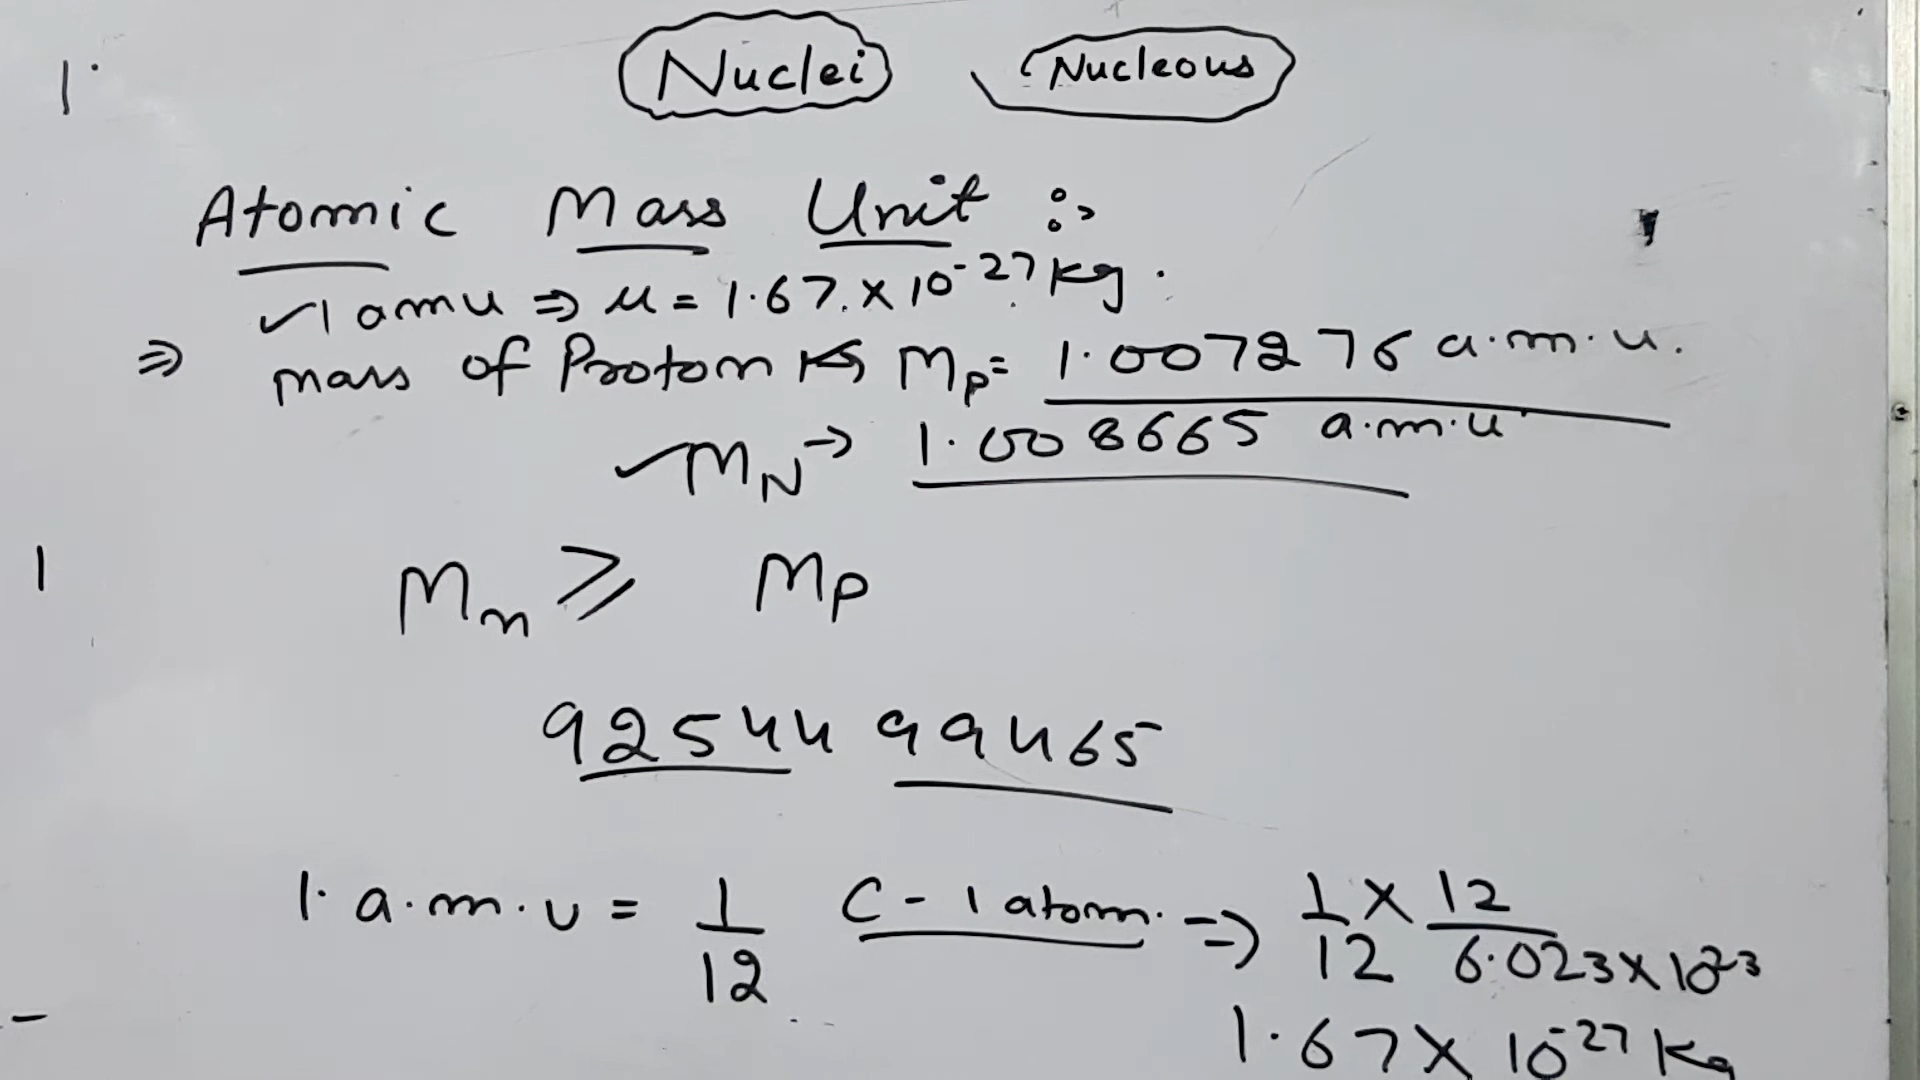 1.
Nuclei Nucleous
Atomic Mass Unit :-
✓1 amu ⇒ u = 1.67 × 10⁻²⁷ kg.
⇒ mass of Proton Mp = 1.007276 a.m.u.
✓MN → 1.008665 a.m.u
1
Mn ≥ Mp
92544 99465
1. a.m.u = 1/12 C - 1 atom. ⇒ 1/12 × 12/6.023×10²³
1.67 × 10⁻²⁷ kg